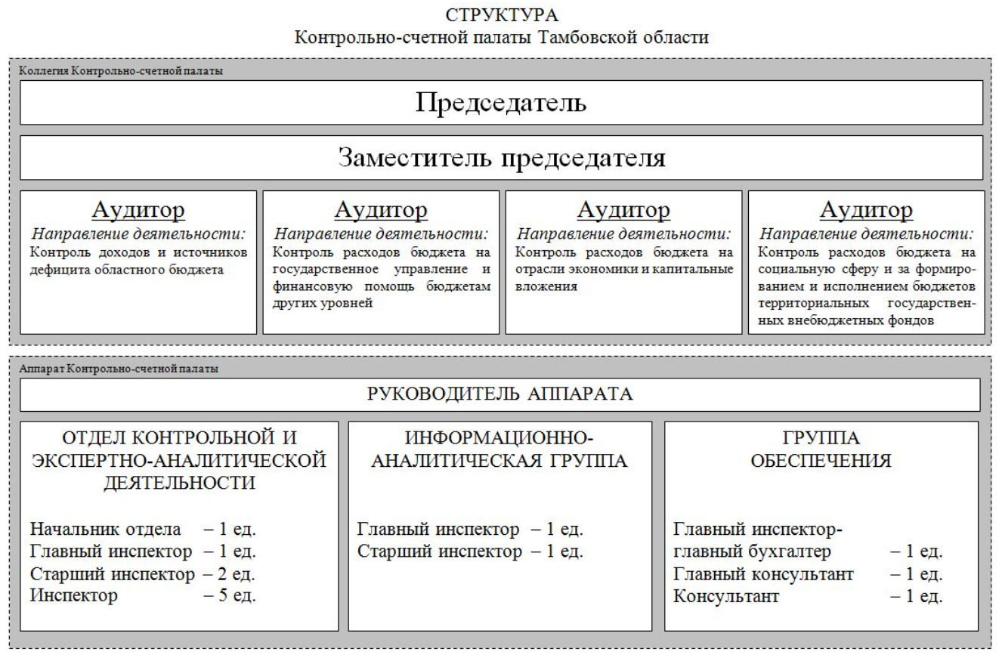 СТРУКТУРА
Контрольно-счетной палаты Тамбовской области
Коллегия Контрольно-счетной палаты
Председатель
Заместитель председателя
Аудитор
Направление деятельности:
Контроль доходов и источников
дефицита областного бюджета
Аудитор
Направление деятельности:
Контроль расходов бюджета на
государственное управление и
финансовую помощь бюджетам
других уровней
Аудитор
Направление деятельности:
Контроль расходов бюджета на
отрасли экономики и капитальные
вложения
Аудитор
Направление деятельности:
Контроль расходов бюджета на
социальную сферу и за формиро-
ванием и исполнением бюджетов
территориальных государствен-
ных внебюджетных фондов
Аппарат Контрольно-счетной палаты
РУКОВОДИТЕЛЬ АППАРАТА
ОТДЕЛ КОНТРОЛЬНОЙ И
ЭКСПЕРТНО-АНАЛИТИЧЕСКОЙ
ДЕЯТЕЛЬНОСТИ
Начальник отдела – 1 ед.
Главный инспектор – 1 ед.
Старший инспектор – 2 ед.
Инспектор – 5 ед.
ИНФОРМАЦИОННО-
АНАЛИТИЧЕСКАЯ ГРУППА
Главный инспектор – 1 ед.
Старший инспектор – 1 ед.
ГРУППА
ОБЕСПЕЧЕНИЯ
Главный инспектор-
главный бухгалтер – 1 ед.
Главный консультант – 1 ед.
Консультант – 1 ед.